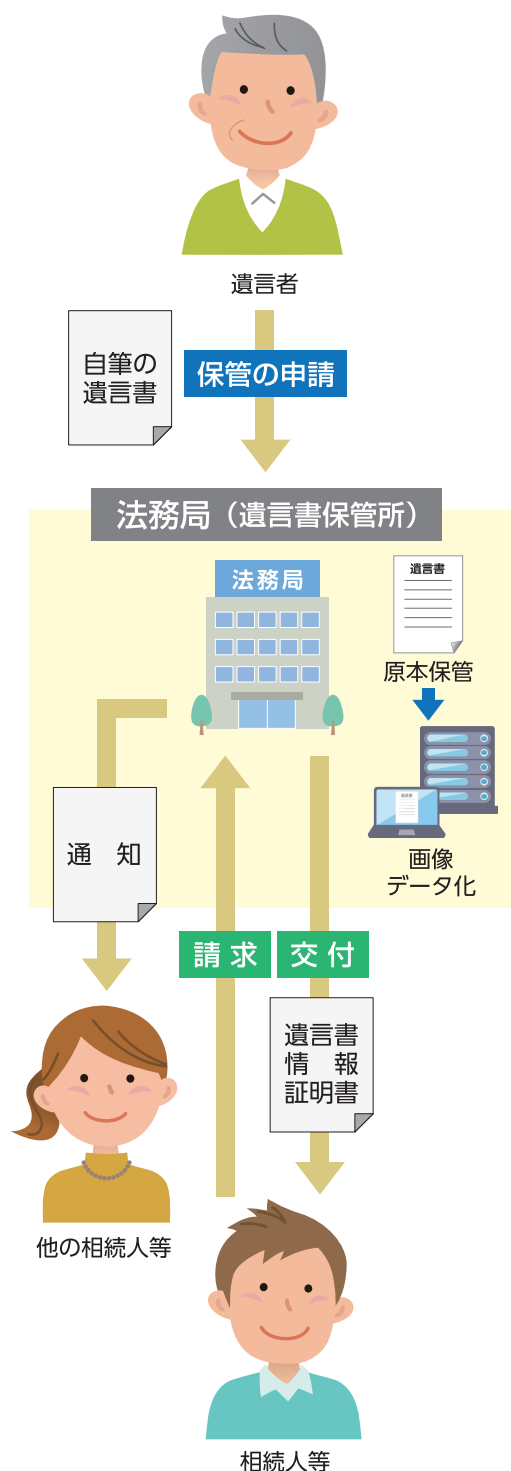 遺言者
自筆の
遺言書
保管の申請
法務局（遺言書保管所）
法務局
遺言書
原本保管
画像
データ化
通　知
請求
交付
遺言書
情　報
証明書
他の相続人等
相続人等